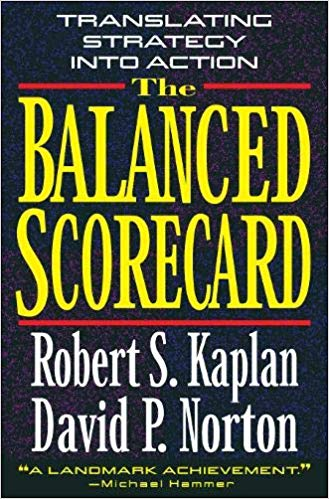 TRANSLATING
STRATEGY
INTO ACTION
The
BALANCED
SCORECARD
Robert S. Kaplan
David P. Norton
“A LANDMARK ACHIEVEMENT.”
—Michael Hammer